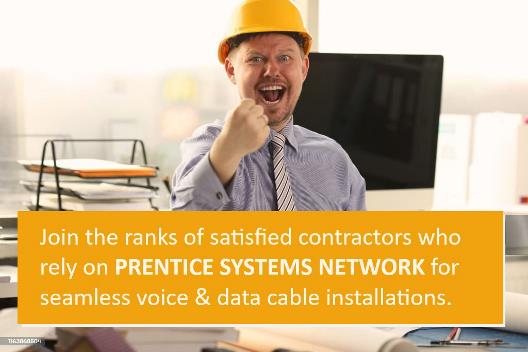 Join the ranks of satisfied contractors who
rely on PRENTICE SYSTEMS NETWORK for
seamless voice & data cable installations.